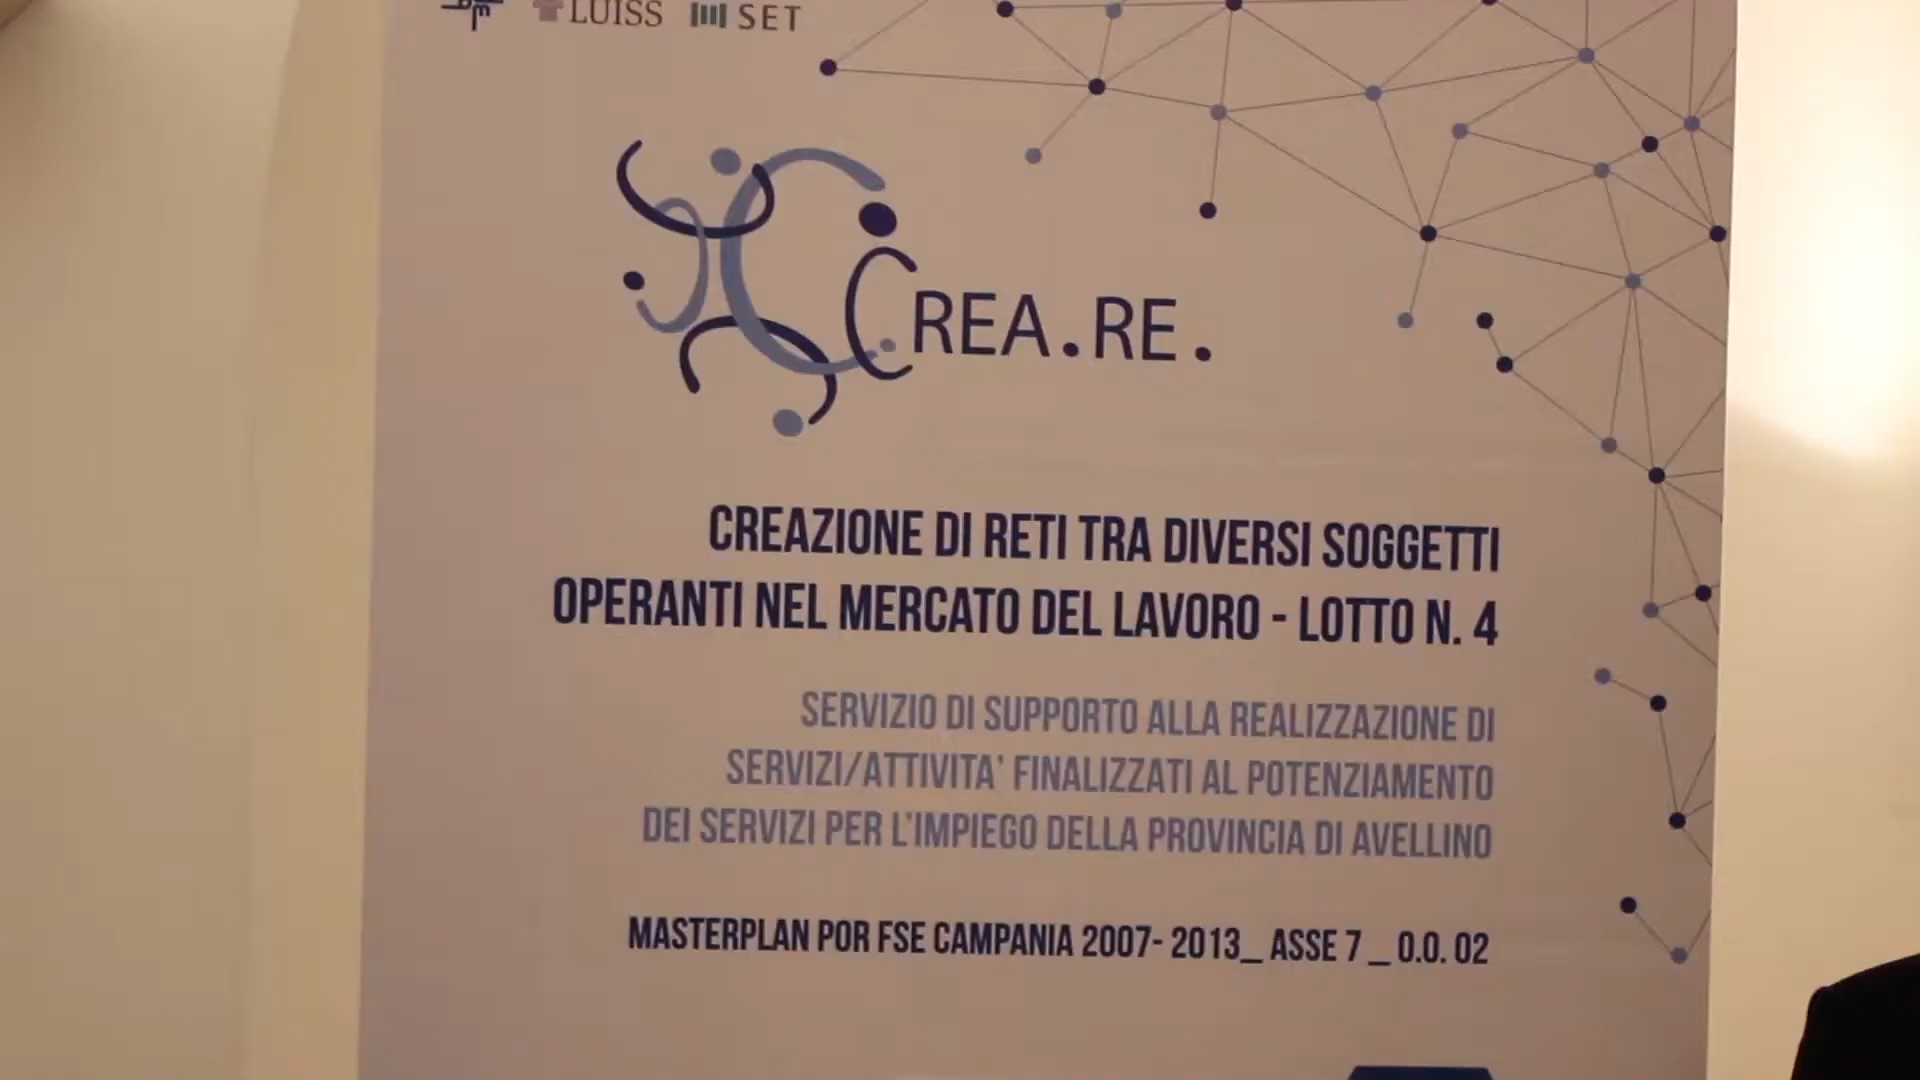 LUISS SET
CREA.RE.
CREAZIONE DI RETI TRA DIVERSI SOGGETTI
OPERANTI NEL MERCATO DEL LAVORO - LOTTO N. 4
SERVIZIO DI SUPPORTO ALLA REALIZZAZIONE DI
SERVIZI/ATTIVITA' FINALIZZATI AL POTENZIAMENTO
DEI SERVIZI PER L'IMPIEGO DELLA PROVINCIA DI AVELLINO
MASTERPLAN POR FSE CAMPANIA 2007- 2013_ ASSE 7 _ O.O. 02